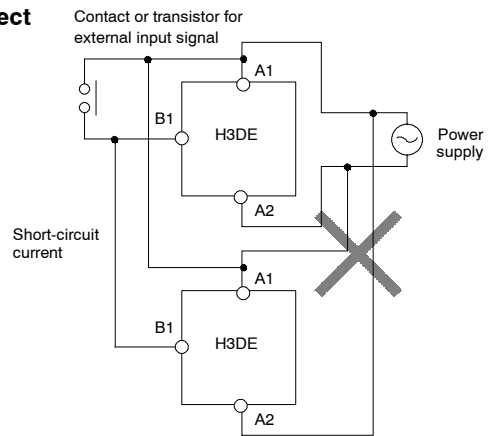 ect
Contact or transistor for
external input signal
A1
B1
H3DE
A2
Power
supply
Short-circuit
current
A1
B1
H3DE
A2